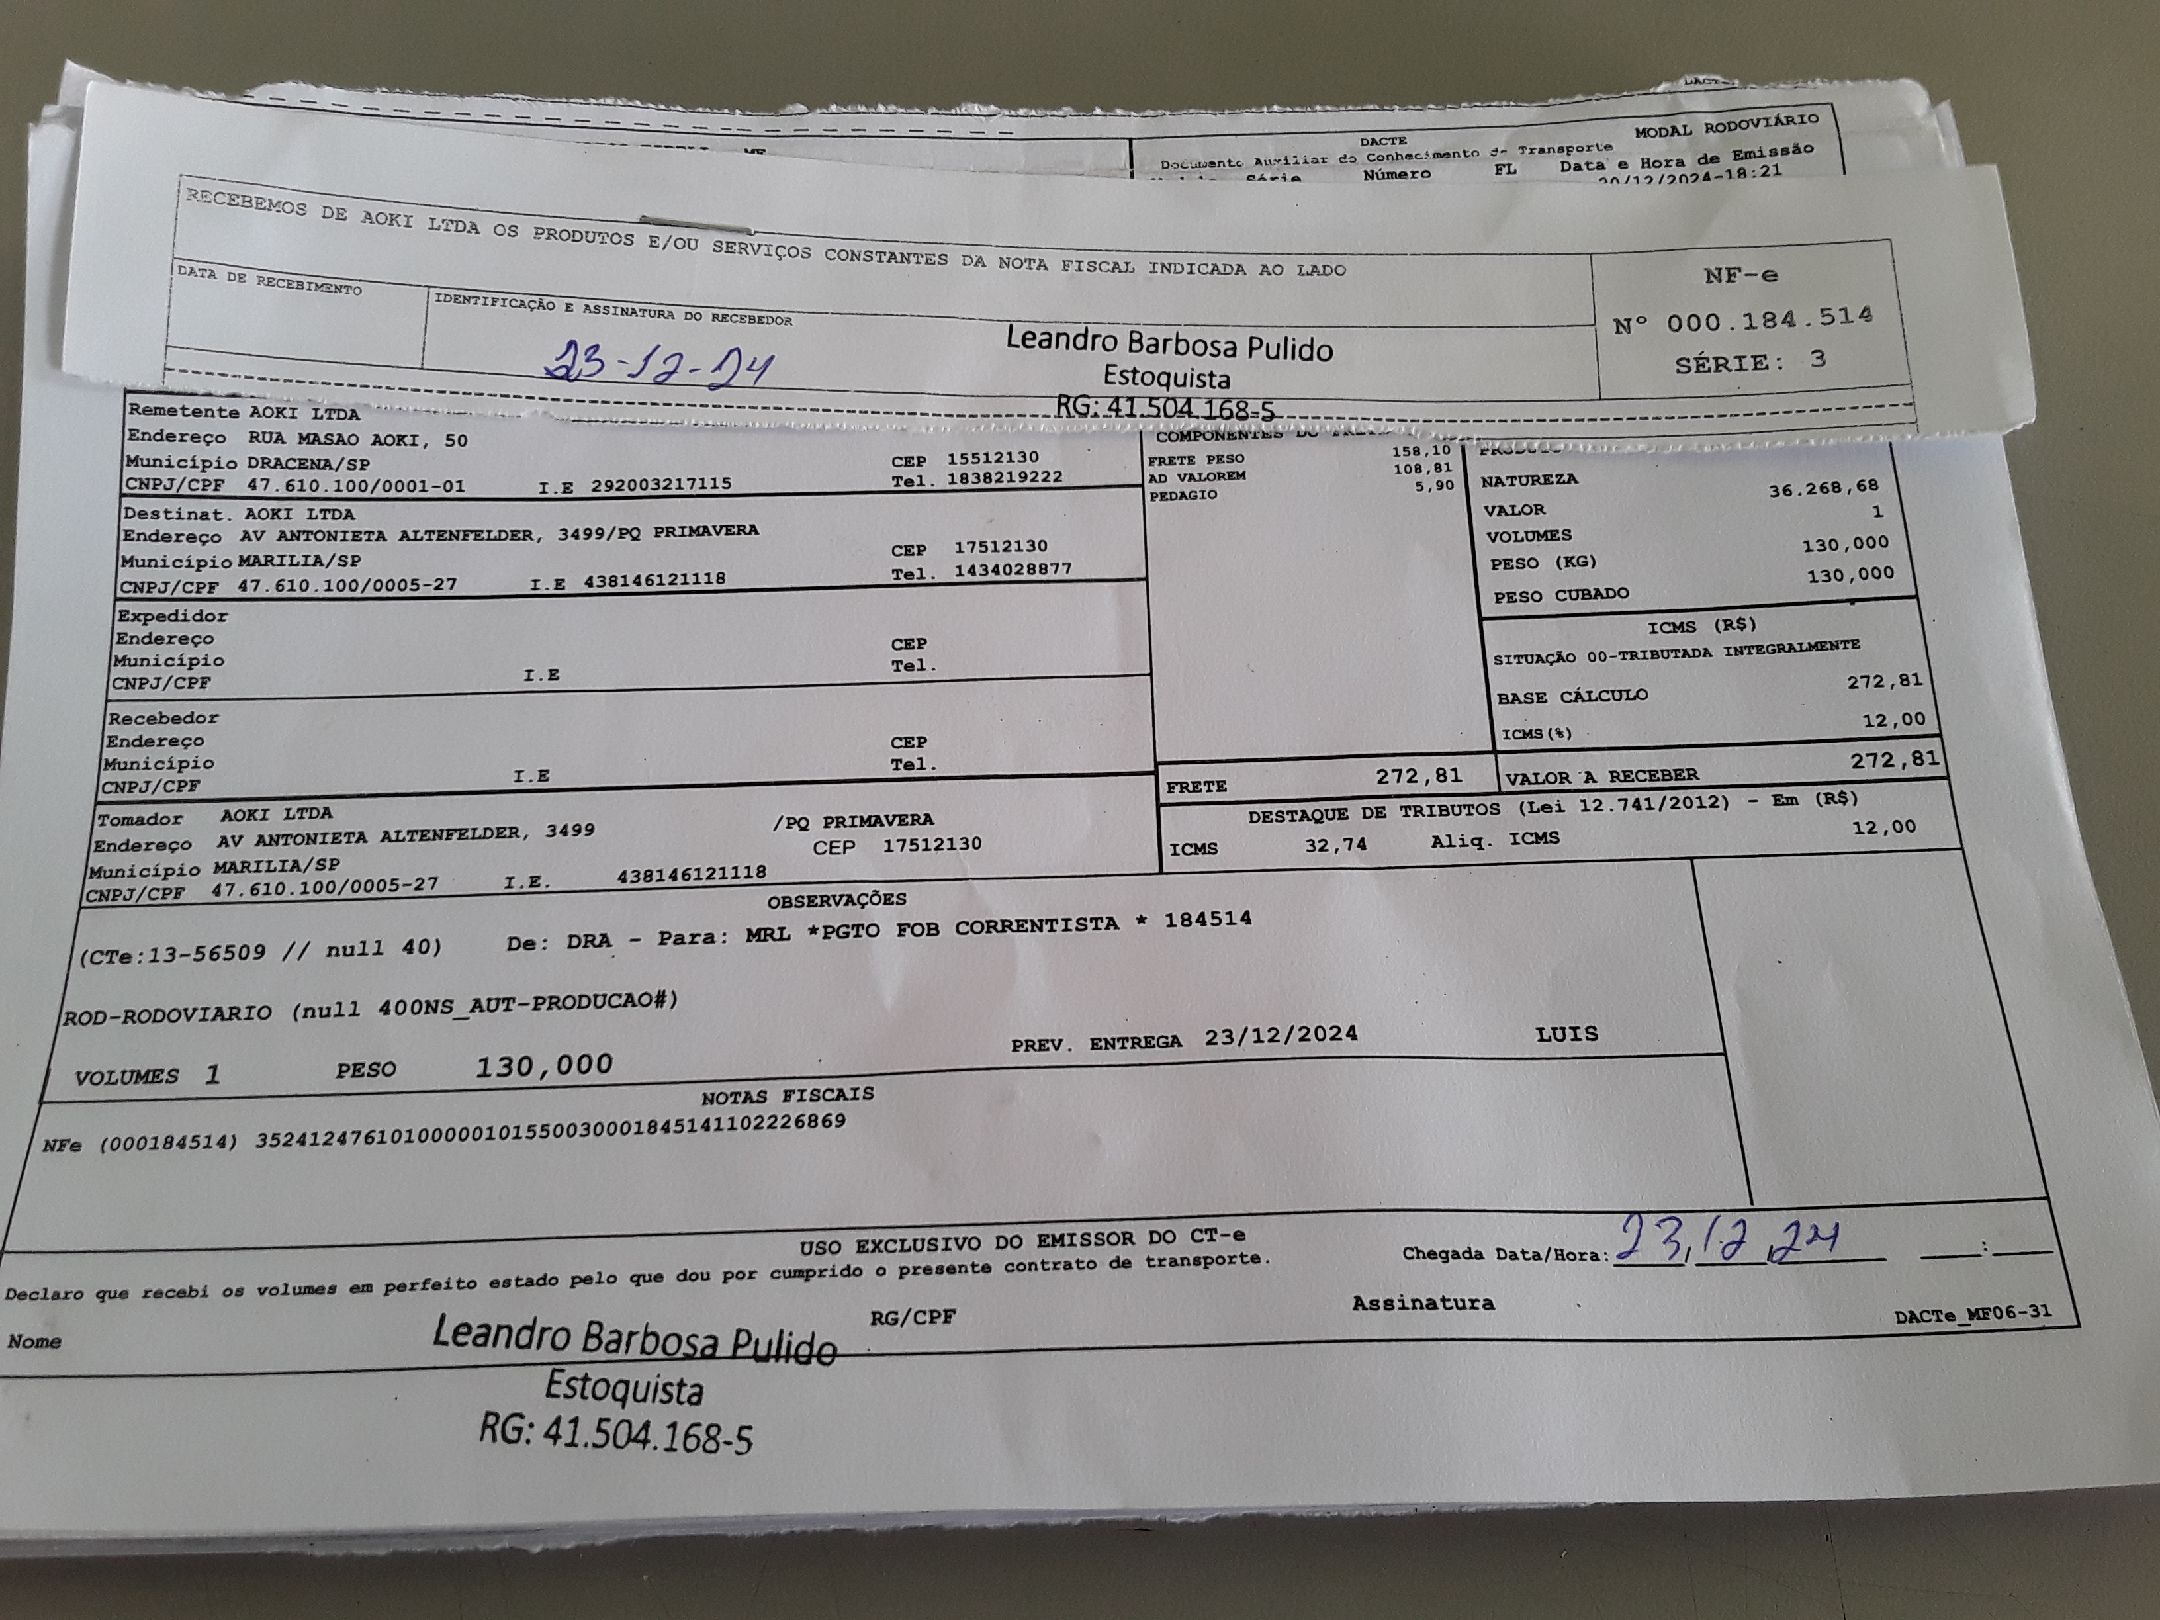 DACTE
DACTE
MODAL RODOVIÁRIO
Documento Auxiliar do Conhecimento de Transporte
Série Número FL Data e Hora de Emissão
20/12/2024-18:21
RECEBEMOS DE AOKI LTDA OS PRODUTOS E/OU SERVIÇOS CONSTANTES DA NOTA FISCAL INDICADA AO LADO
DATA DE RECEBIMENTO
IDENTIFICAÇÃO E ASSINATURA DO RECEBEDOR
23-12-24
Leandro Barbosa Pulido
Estoquista
RG: 41.504.168-5
NF-e
Nº 000.184.514
SÉRIE: 3
Remetente AOKI LTDA
Endereço RUA MASAO AOKI, 50
Município DRACENA/SP CEP 15512130
CNPJ/CPF 47.610.100/0001-01 I.E 292003217115 Tel. 1838219222
Destinat. AOKI LTDA
Endereço AV ANTONIETA ALTENFELDER, 3499/PQ PRIMAVERA
Município MARILIA/SP CEP 17512130
CNPJ/CPF 47.610.100/0005-27 I.E 438146121118 Tel. 1434028877
Expedidor
Endereço
Município CEP
CNPJ/CPF I.E Tel.
Recebedor
Endereço
Município CEP
CNPJ/CPF I.E Tel.
Tomador AOKI LTDA
Endereço AV ANTONIETA ALTENFELDER, 3499 /PQ PRIMAVERA
Município MARILIA/SP CEP 17512130
CNPJ/CPF 47.610.100/0005-27 I.E. 438146121118
COMPONENTES DO
FRETE PESO 158,10
AD VALOREM 108,81
PEDAGIO 5,90
FRETE 272,81
PRODUTO
NATUREZA
VALOR 36.268,68
VOLUMES 1
PESO (KG) 130,000
PESO CUBADO 130,000
ICMS (R$)
SITUAÇÃO 00-TRIBUTADA INTEGRALMENTE
BASE CÁLCULO 272,81
ICMS(%) 12,00
VALOR A RECEBER 272,81
DESTAQUE DE TRIBUTOS (Lei 12.741/2012) - Em (R$)
ICMS 32,74 Aliq. ICMS 12,00
OBSERVAÇÕES
(CTe:13-56509 // null 40) De: DRA - Para: MRL *PGTO FOB CORRENTISTA * 184514
ROD-RODOVIARIO (null 400NS_AUT-PRODUCAO#)
VOLUMES 1 PESO 130,000 PREV. ENTREGA 23/12/2024 LUIS
NOTAS FISCAIS
NFe (000184514) 35241247610100000101550030001845141102226869
USO EXCLUSIVO DO EMISSOR DO CT-e
Declaro que recebi os volumes em perfeito estado pelo que dou por cumprido o presente contrato de transporte.
Chegada Data/Hora: 23,12,24 :
Nome RG/CPF Assinatura
DACTe_MF06-31
Leandro Barbosa Pulido
Estoquista
RG: 41.504.168-5